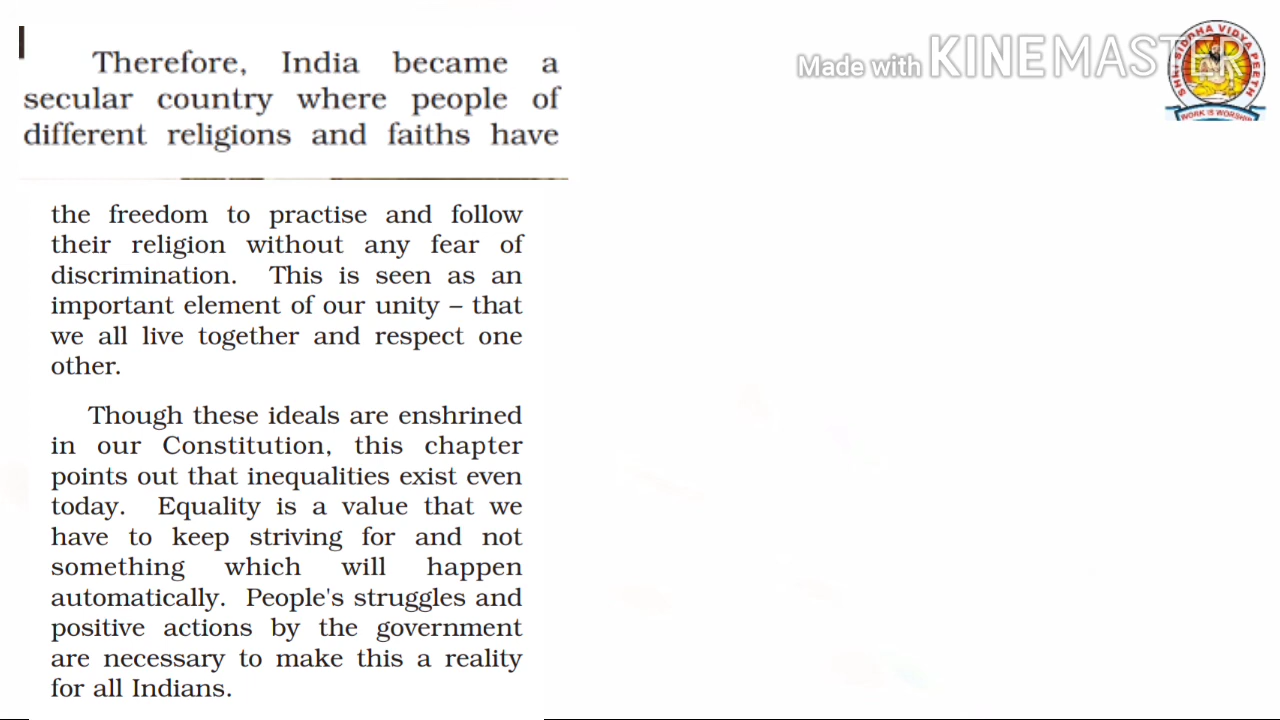 Therefore, India became a
secular country where people of
different religions and faiths have
the freedom to practise and follow
their religion without any fear of
discrimination. This is seen as an
important element of our unity – that
we all live together and respect one
other.
Though these ideals are enshrined
in our Constitution, this chapter
points out that inequalities exist even
today. Equality is a value that we
have to keep striving for and not
something which will happen
automatically. People's struggles and
positive actions by the government
are necessary to make this a reality
for all Indians.
Made with KINEMASTER
SHRI SIDDHA VIDYA PEETH
WORK IS WORSHIP